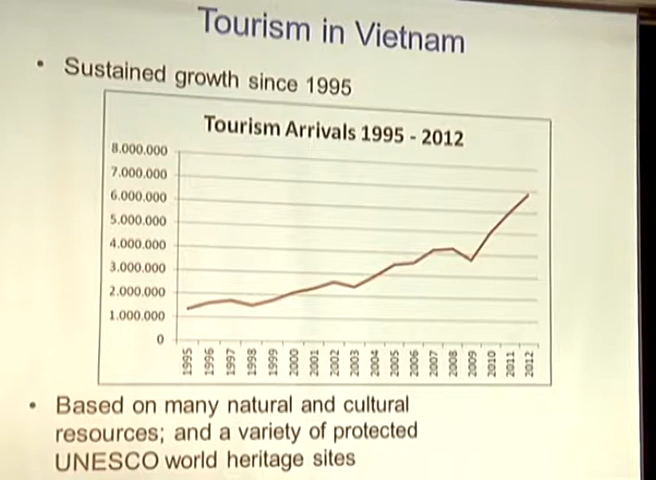 Tourism in Vietnam
• Sustained growth since 1995
Tourism Arrivals 1995 - 2012
8.000.000
7.000.000
6.000.000
5.000.000
4.000.000
3.000.000
2.000.000
1.000.000
0
1995 1996 1997 1998 1999 2000 2001 2002 2003 2004 2005 2006 2007 2008 2009 2010 2011 2012
• Based on many natural and cultural
resources; and a variety of protected
UNESCO world heritage sites